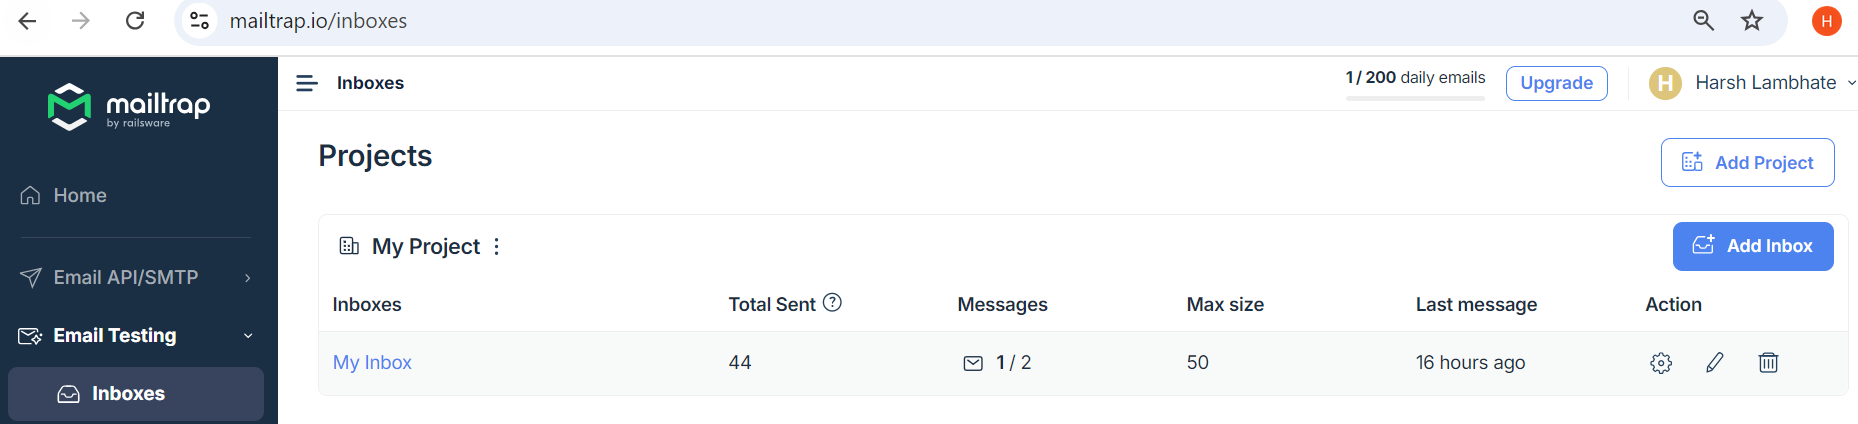 mailtrap.io/inboxes
H
mailtrap
by railsware
Inboxes
1 / 200 daily emails
Upgrade
H
Harsh Lambhate
Projects
Add Project
Home
My Project
Add Inbox
Email API/SMTP
Inboxes Total Sent ? Messages Max size Last message Action
Email Testing
My Inbox 44 1 / 2 50 16 hours ago
Inboxes